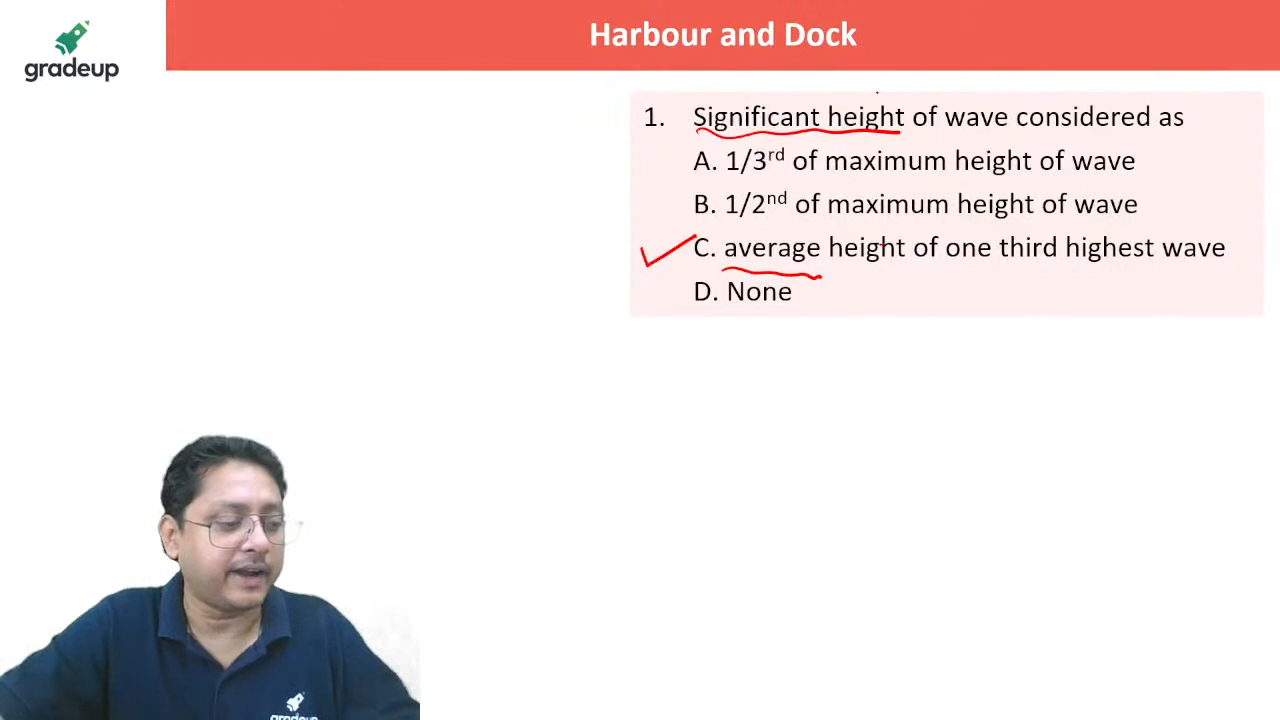 gradeup
Harbour and Dock
1. Significant height of wave considered as
A. 1/3rd of maximum height of wave
B. 1/2nd of maximum height of wave
C. average height of one third highest wave
D. None
gradeup